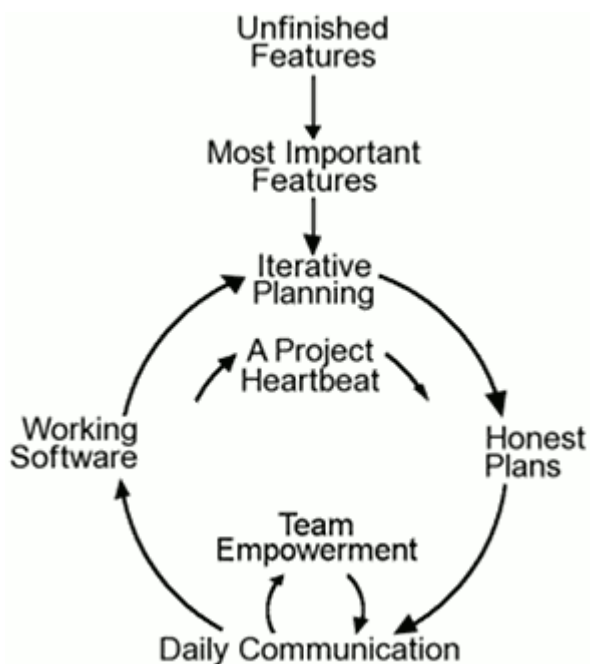 Unfinished
Features
Most Important
Features
Iterative
Planning
A Project
Heartbeat
Working
Software
Honest
Plans
Team
Empowerment
Daily Communication